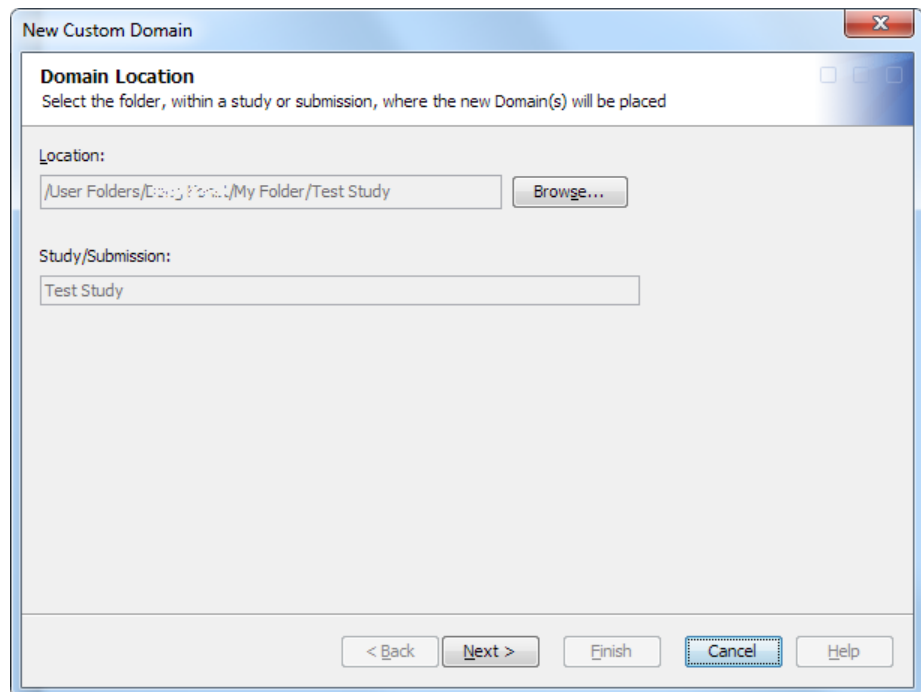 New Custom Domain
Domain Location
Select the folder, within a study or submission, where the new Domain(s) will be placed
Location:
/User Folders/ /My Folder/Test Study
Browse...
Study/Submission:
Test Study
< Back
Next >
Finish
Cancel
Help